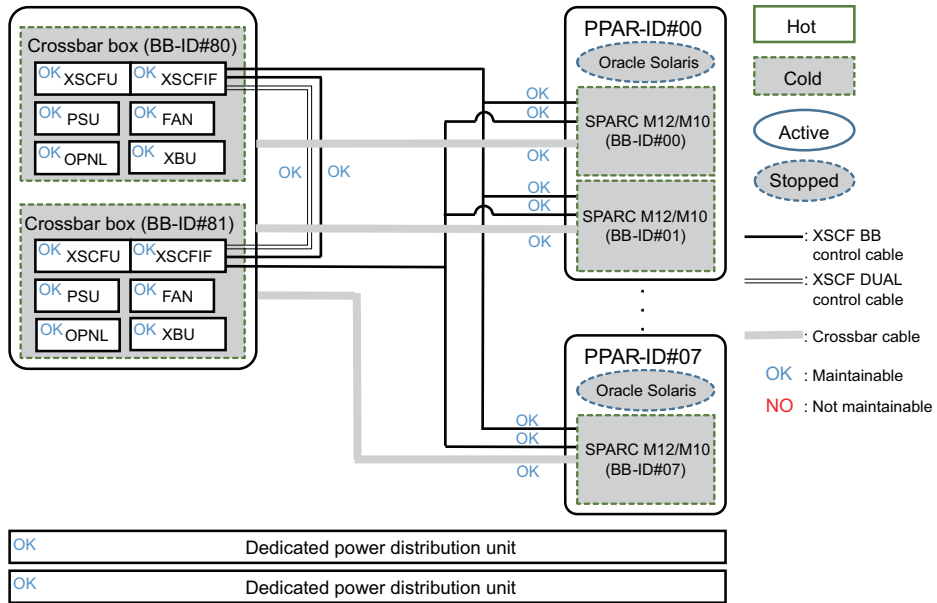 Crossbar box (BB-ID#80)
OK XSCFU OK XSCFIF
OK PSU OK FAN
OK OPNL OK XBU
OK OK
Crossbar box (BB-ID#81)
OK XSCFU OK XSCFIF
OK PSU OK FAN
OK OPNL OK XBU
PPAR-ID#00
Oracle Solaris
OK
OK
SPARC M12/M10
(BB-ID#00)
OK
OK
OK
SPARC M12/M10
(BB-ID#01)
OK
.
.
.
PPAR-ID#07
Oracle Solaris
OK
OK
SPARC M12/M10
(BB-ID#07)
OK
Hot
Cold
Active
Stopped
: XSCF BB
control cable
: XSCF DUAL
control cable
: Crossbar cable
OK : Maintainable
NO : Not maintainable
OK Dedicated power distribution unit
OK Dedicated power distribution unit